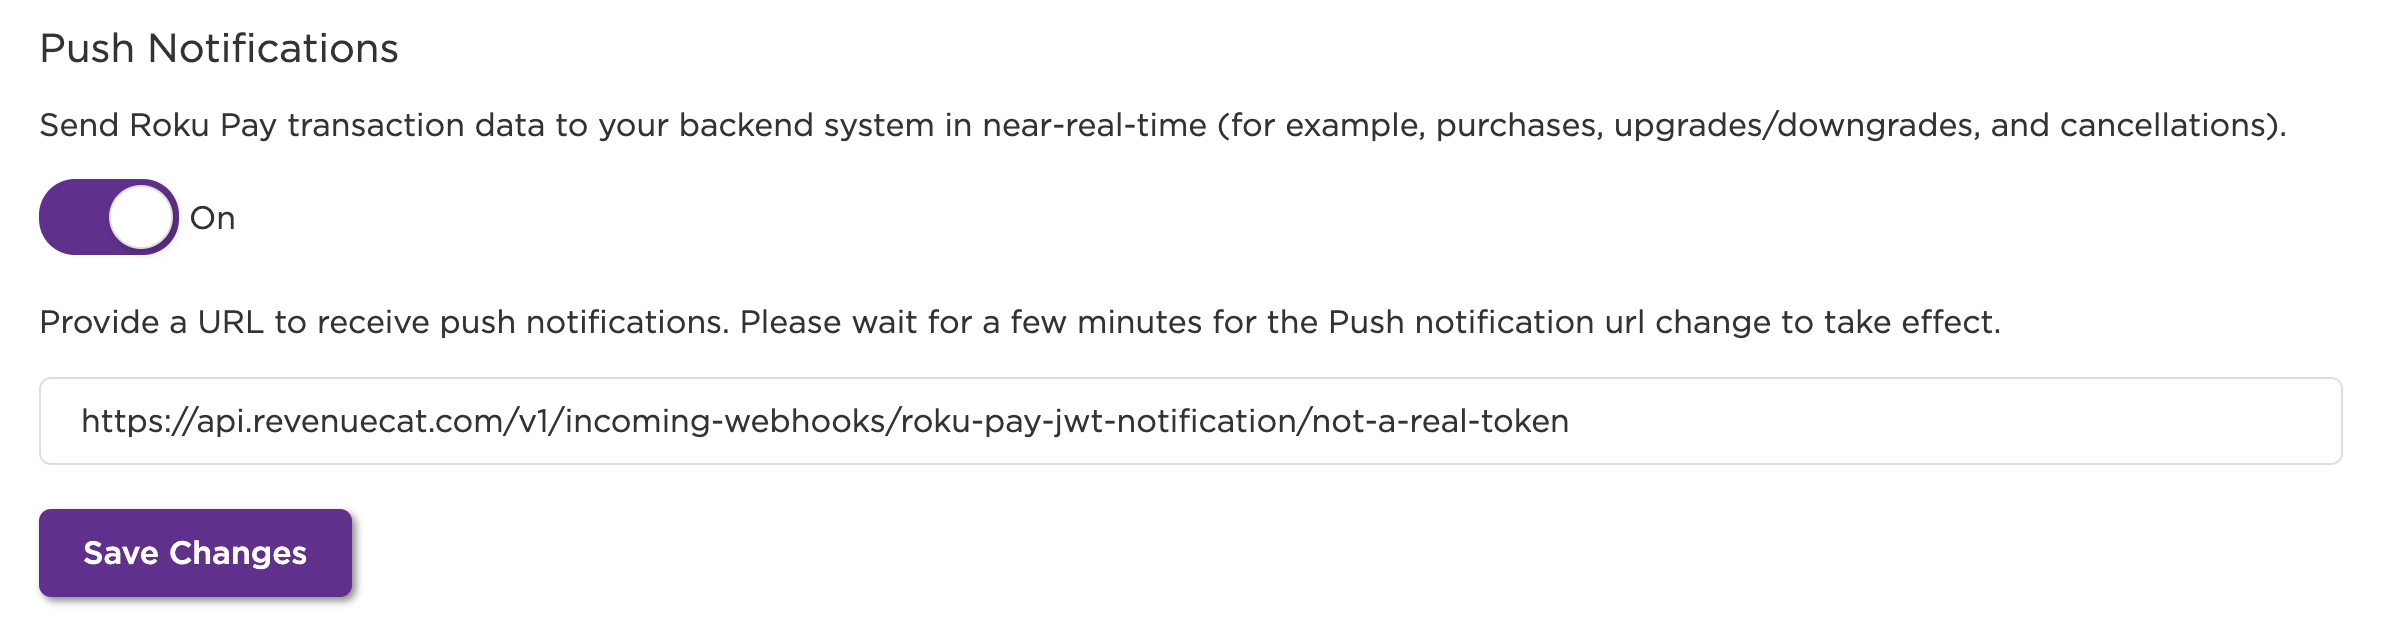 Push Notifications
Send Roku Pay transaction data to your backend system in near-real-time (for example, purchases, upgrades/downgrades, and cancellations).
On
Provide a URL to receive push notifications. Please wait for a few minutes for the Push notification url change to take effect.
https://api.revenuecat.com/v1/incoming-webhooks/roku-pay-jwt-notification/not-a-real-token
Save Changes